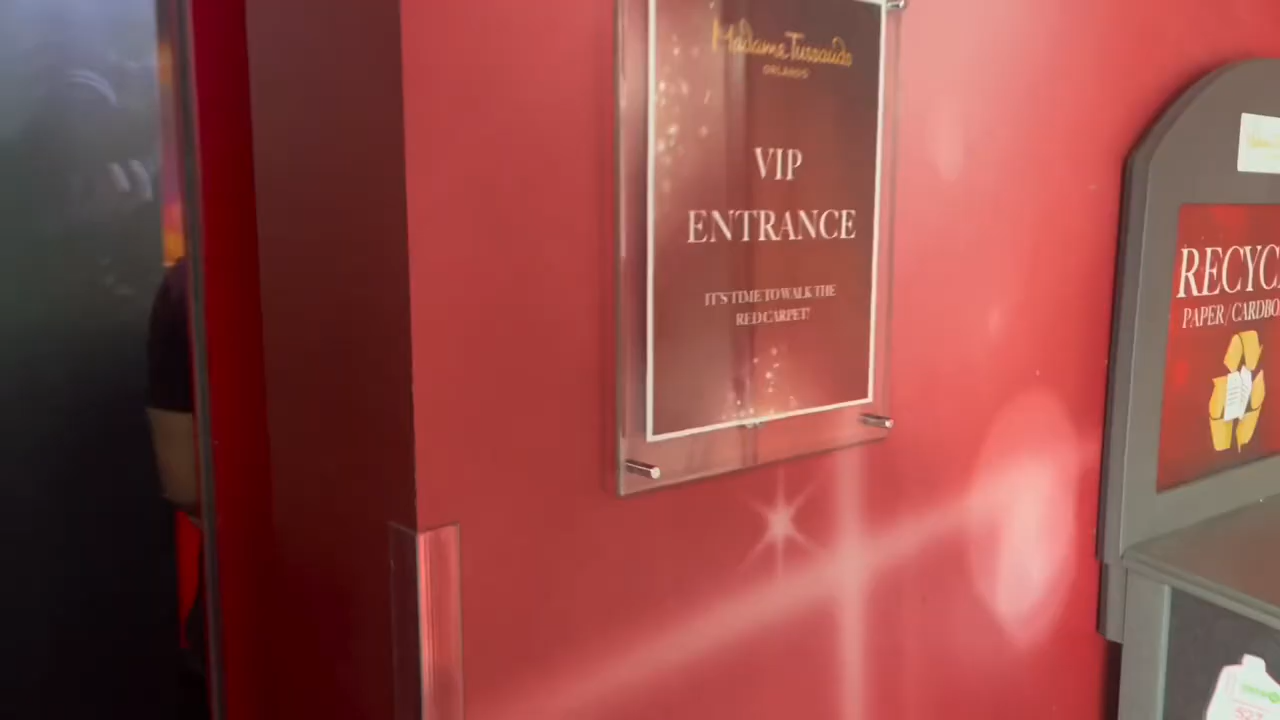 Madame Tussauds
ORLANDO
VIP
ENTRANCE
IT'S TIME TO WALK THE
RED CARPET!
RECYC
PAPER/CARDBO